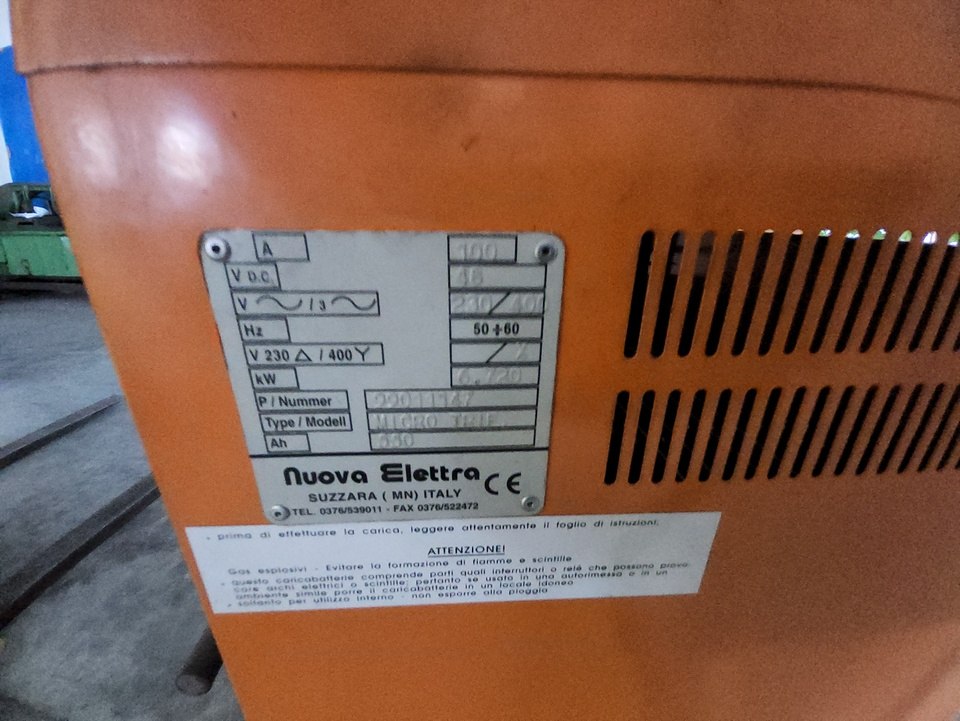 A 100
V D.C. 48
V / 3 230/400
Hz 50÷60
V 230 △ / 400 Y /
kW 6,720
P / Nummer
Type / Modell MICRO TRIF.
Ah
Nuova Elettra CE
SUZZARA ( MN) ITALY
TEL. 0376/539011 - FAX 0376/522472
- prima di effettuare la carica, leggere attentamente il foglio di istruzioni.
ATTENZIONE!
Gas esplosivi - Evitare la formazione di fiamme e scintille
- questo caricabatterie comprende parti quali interruttori o relè che possono provo-
care archi elettrici o scintille; pertanto se usato in una autorimessa o in un
ambiente simile porre il caricabatterie in un locale idoneo
- soltanto per utilizzo interno - non esporre alla pioggia